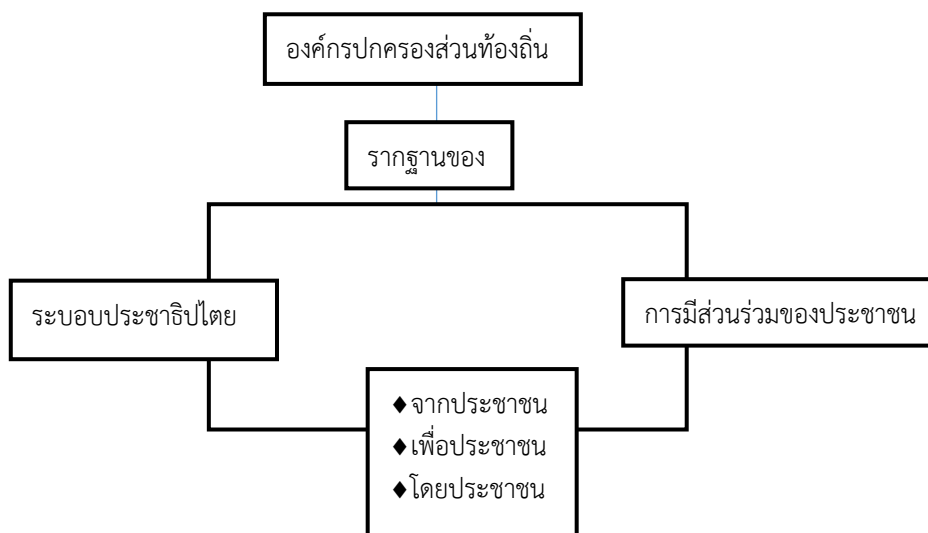 องค์กรปกครองส่วนท้องถิ่น
รากฐานของ
ระบอบประชาธิปไตย
การมีส่วนร่วมของประชาชน
♦จากประชาชน
♦เพื่อประชาชน
♦โดยประชาชน